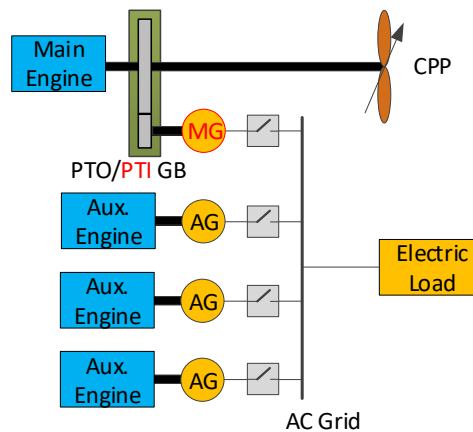 Main
Engine
CPP
MG
PTO/PTI GB
Aux.
Engine
AG
Electric
Load
Aux.
Engine
AG
Aux.
Engine
AG
AC Grid